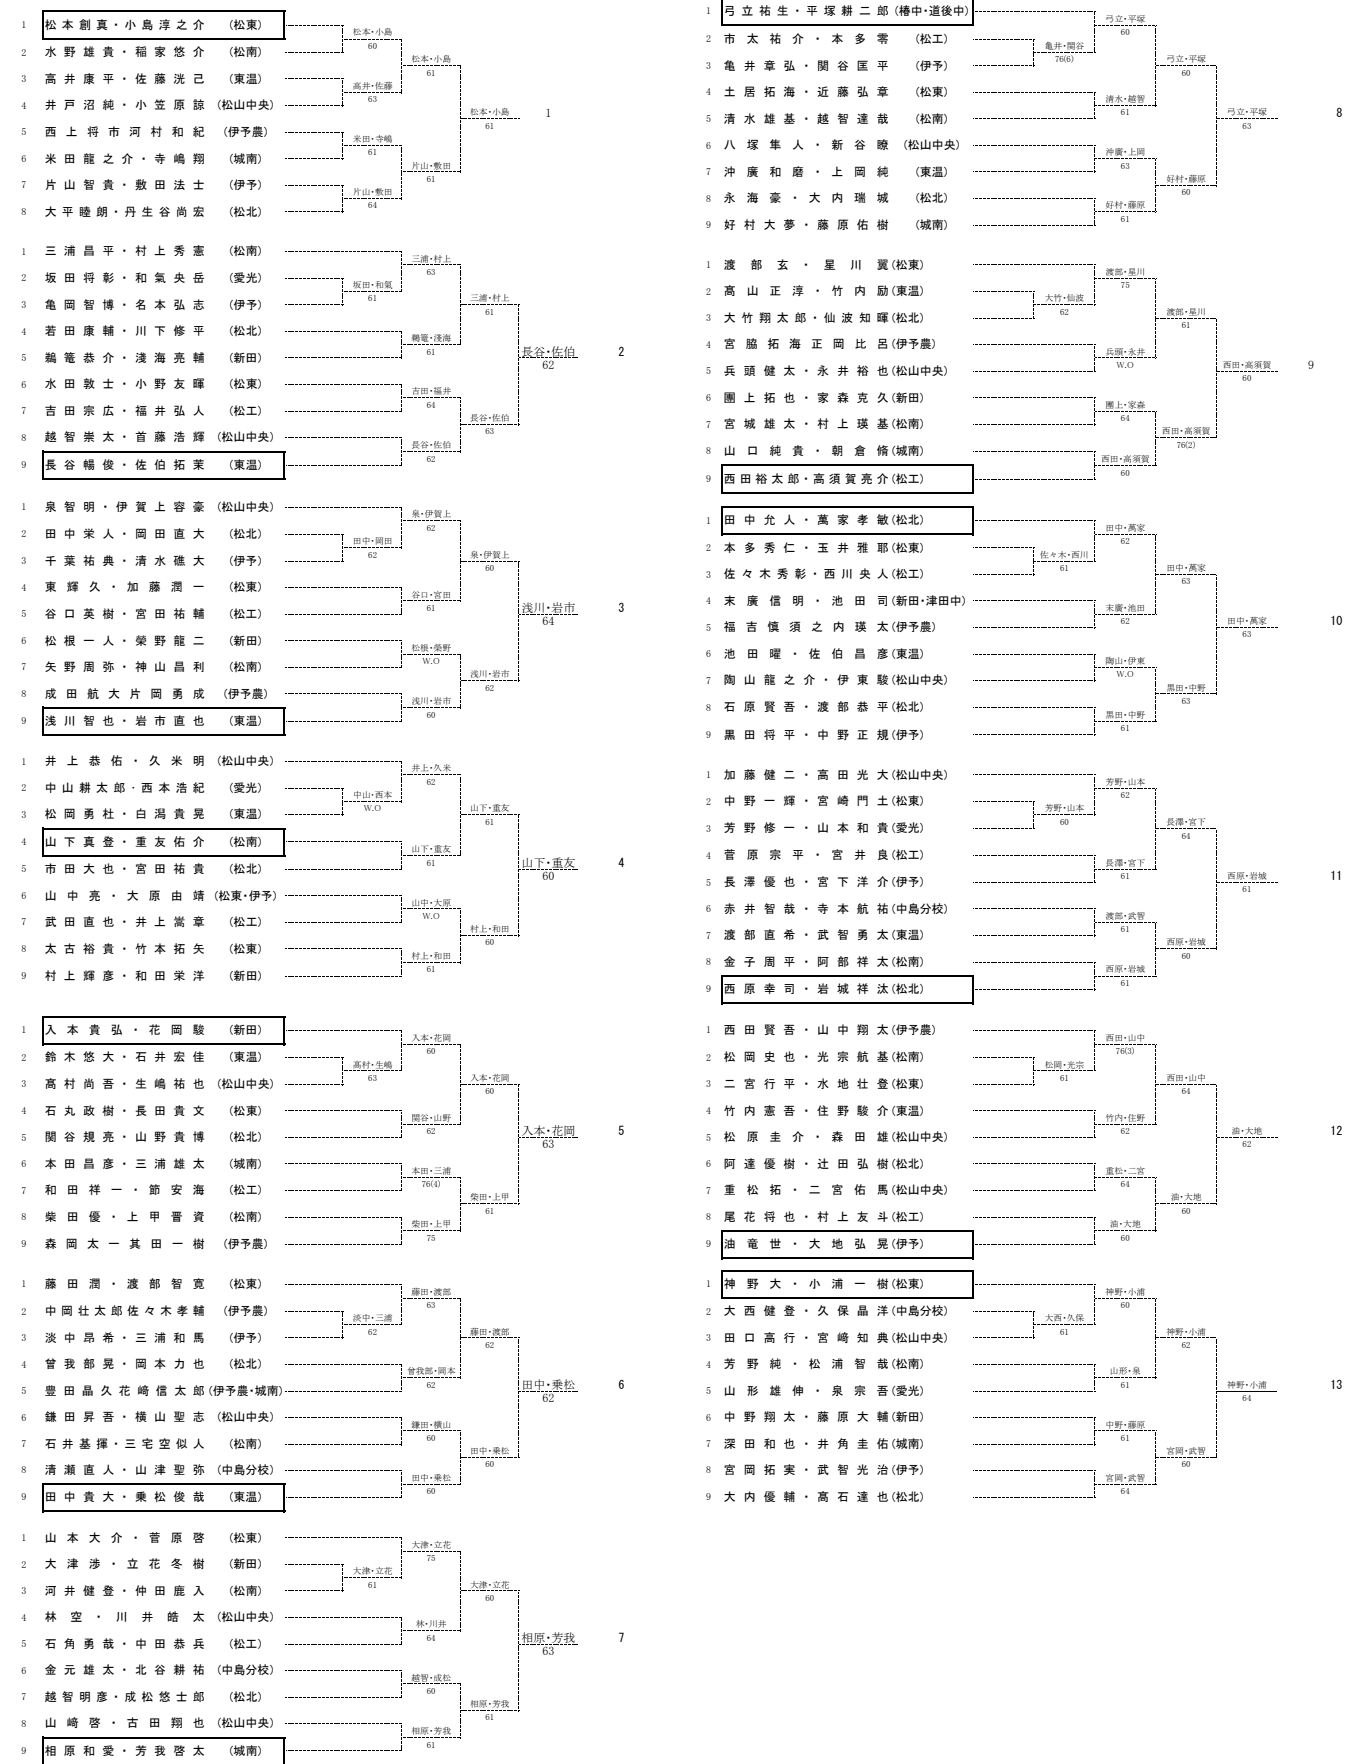 1 松本創真・小島淳之介 (松東)
2 水野雄貴・稲家悠介 (松南)
3 高井康平・佐藤洸己 (東温)
4 井戸沼純・小笠原諒 (松山中央)
5 西上将市河村和紀 (伊予農)
6 米田龍之介・寺嶋翔 (城南)
7 片山智貴・敷田法士 (伊予)
8 大平睦朗・丹生谷尚宏 (松北)
松本・小島
60
高井・佐藤
63
米田・寺嶋
61
片山・敷田
64
松本・小島
61
片山・敷田
61
松本・小島
61
1
1 三浦昌平・村上秀憲 (松南)
2 坂田将彰・和氣央岳 (愛光)
3 亀岡智博・名本弘志 (伊予)
4 若田康輔・川下修平 (松北)
5 鵜篭恭介・淺海亮輔 (新田)
6 水田敦士・小野友暉 (松東)
7 吉田宗広・福井弘人 (松工)
8 越智崇太・首藤浩輝 (松山中央)
9 長谷暢俊・佐伯拓茉 (東温)
坂田・和氣
61
三浦・村上
63
鵜篭・淺海
61
吉田・福井
64
長谷・佐伯
62
三浦・村上
61
長谷・佐伯
63
長谷・佐伯
62
2
1 泉智明・伊賀上容豪 (松山中央)
2 田中栄人・岡田直大 (松北)
3 千葉祐典・清水礁大 (伊予)
4 東輝久・加藤潤一 (松東)
5 谷口英樹・宮田祐輔 (松工)
6 松根一人・榮野龍二 (新田)
7 矢野周弥・神山昌利 (松南)
8 成田航大片岡勇成 (伊予農)
9 浅川智也・岩市直也 (東温)
田中・岡田
62
泉・伊賀上
62
谷口・宮田
61
松根・榮野
W.O
浅川・岩市
60
泉・伊賀上
60
浅川・岩市
62
浅川・岩市
64
3
1 井上恭佑・久米明 (松山中央)
2 中山耕太郎・西本浩紀 (愛光)
3 松岡勇杜・白潟貴晃 (東温)
4 山下真登・重友佑介 (松南)
5 市田大也・宮田祐貴 (松北)
6 山中亮・大原由靖 (松東・伊予)
7 武田直也・井上嵩章 (松工)
8 太古裕貴・竹本拓矢 (松東)
9 村上輝彦・和田栄洋 (新田)
中山・西本
W.O
井上・久米
62
山下・重友
61
山中・大原
W.O
村上・和田
61
山下・重友
61
村上・和田
60
山下・重友
60
4
1 入本貴弘・花岡駿 (新田)
2 鈴木悠大・石井宏佳 (東温)
3 髙村尚吾・生嶋祐也 (松山中央)
4 石丸政樹・長田貴文 (松東)
5 関谷規亮・山野貴博 (松北)
6 本田昌彦・三浦雄太 (城南)
7 和田祥一・節安海 (松工)
8 柴田優・上甲晋資 (松南)
9 森岡太一其田一樹 (伊予農)
髙村・生嶋
63
入本・花岡
60
関谷・山野
62
本田・三浦
76(4)
柴田・上甲
75
入本・花岡
60
柴田・上甲
61
入本・花岡
63
5
1 藤田潤・渡部智寛 (松東)
2 中岡壮太郎佐々木孝輔 (伊予農)
3 淡中昂希・三浦和馬 (伊予)
4 曾我部晃・岡本力也 (松北)
5 豊田晶久花﨑信太郎 (伊予農・城南)
6 鎌田昇吾・横山聖志 (松山中央)
7 石井基揮・三宅空似人 (松南)
8 清瀬直人・山津聖弥 (中島分校)
9 田中貴大・乗松俊哉 (東温)
淡中・三浦
62
藤田・渡部
63
曾我部・岡本
62
鎌田・横山
60
田中・乗松
60
藤田・渡部
62
田中・乗松
60
田中・乗松
62
6
1 山本大介・菅原啓 (松東)
2 大津渉・立花冬樹 (新田)
3 河井健登・仲田鹿入 (松南)
4 林空・川井皓太 (松山中央)
5 石角勇哉・中田恭兵 (松工)
6 金元雄太・北谷耕祐 (中島分校)
7 越智明彦・成松悠士郎 (松北)
8 山﨑啓・古田翔也 (松山中央)
9 相原和愛・芳我啓太 (城南)
大津・立花
61
大津・立花
75
林・川井
64
越智・成松
60
相原・芳我
61
大津・立花
60
相原・芳我
61
相原・芳我
63
7
1 弓立祐生・平塚耕二郎 (椿中・道後中)
2 市太祐介・本多零 (松工)
3 亀井章弘・関谷匡平 (伊予)
4 土居拓海・近藤弘章 (松東)
5 清水雄基・越智達哉 (松南)
6 八塚隼人・新谷瞭 (松山中央)
7 沖廣和磨・上岡純 (東温)
8 永海豪・大内瑞城 (松北)
9 好村大夢・藤原佑樹 (城南)
亀井・関谷
76(6)
弓立・平塚
60
清水・越智
61
沖廣・上岡
63
好村・藤原
61
弓立・平塚
60
好村・藤原
60
弓立・平塚
63
8
1 渡部玄・星川翼 (松東)
2 髙山正淳・竹内励 (東温)
3 大竹翔太郎・仙波知暉 (松北)
4 宮脇拓海正岡比呂 (伊予農)
5 兵頭健太・永井裕也 (松山中央)
6 團上拓也・家森克久 (新田)
7 宮城雄太・村上瑛基 (松南)
8 山口純貴・朝倉脩 (城南)
9 西田裕太郎・高須賀亮介 (松工)
大竹・仙波
62
渡部・星川
75
兵頭・永井
W.O
團上・家森
64
西田・高須賀
60
渡部・星川
61
西田・高須賀
76(2)
西田・高須賀
60
9
1 田中允人・萬家孝敏 (松北)
2 本多秀仁・玉井雅耶 (松東)
3 佐々木秀彰・西川央人 (松工)
4 末廣信明・池田司 (新田・津田中)
5 福吉慎須之内瑛太 (伊予農)
6 池田曜・佐伯昌彦 (東温)
7 陶山龍之介・伊東駿 (松山中央)
8 石原賢吾・渡部恭平 (松北)
9 黒田将平・中野正規 (伊予)
佐々木・西川
61
田中・萬家
62
末廣・池田
62
陶山・伊東
W.O
黒田・中野
61
田中・萬家
63
黒田・中野
63
田中・萬家
63
10
1 加藤健二・高田光大 (松山中央)
2 中野一輝・宮崎門土 (松東)
3 芳野修一・山本和貴 (愛光)
4 菅原宗平・宮井良 (松工)
5 長澤優也・宮下洋介 (伊予)
6 赤井智哉・寺本航祐 (中島分校)
7 渡部直希・武智勇太 (東温)
8 金子周平・阿部祥太 (松南)
9 西原幸司・岩城祥汰 (松北)
芳野・山本
60
芳野・山本
62
長澤・宮下
61
渡部・武智
61
西原・岩城
61
長澤・宮下
64
西原・岩城
60
西原・岩城
61
11
1 西田賢吾・山中翔太 (伊予農)
2 松岡史也・光宗航基 (松南)
3 二宮行平・水地壮登 (松東)
4 竹内憲吾・住野駿介 (東温)
5 松原圭介・森田雄 (松山中央)
6 阿達優樹・辻田弘樹 (松北)
7 重松拓・二宮佑馬 (松山中央)
8 尾花将也・村上友斗 (松工)
9 油竜世・大地弘晃 (伊予)
松岡・光宗
61
西田・山中
76(3)
竹内・住野
62
重松・二宮
64
油・大地
60
西田・山中
64
油・大地
60
油・大地
62
12
1 神野大・小浦一樹 (松東)
2 大西健登・久保晶洋 (中島分校)
3 田口高行・宮﨑知典 (松山中央)
4 芳野純・松浦智哉 (松南)
5 山形雄伸・泉宗吾 (愛光)
6 中野翔太・藤原大輔 (新田)
7 深田和也・井角圭佑 (城南)
8 宮岡拓実・武智光治 (伊予)
9 大内優輔・髙石達也 (松北)
大西・久保
61
神野・小浦
60
山形・泉
61
中野・藤原
61
宮岡・武智
64
神野・小浦
62
宮岡・武智
60
神野・小浦
64
13